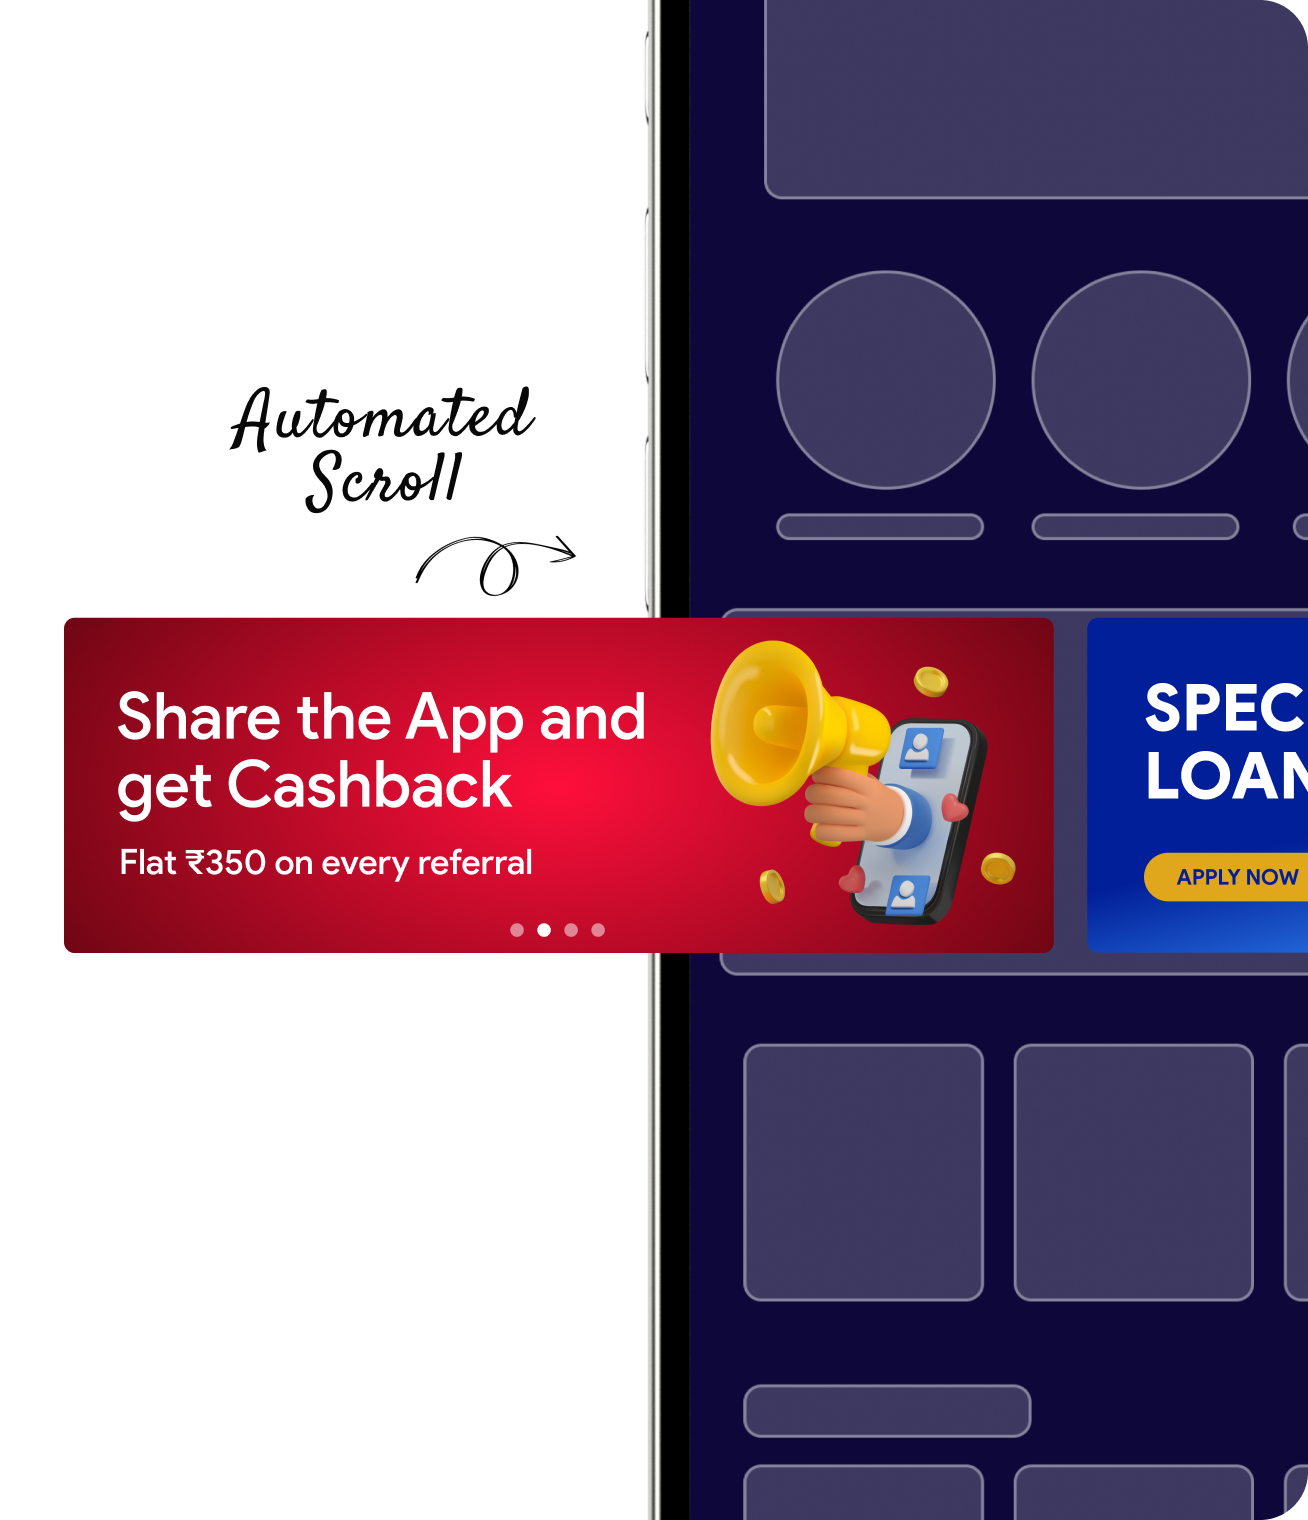 Automated
Scroll
Share the App and
get Cashback
Flat ₹350 on every referral
SPEC
LOAN
APPLY NOW